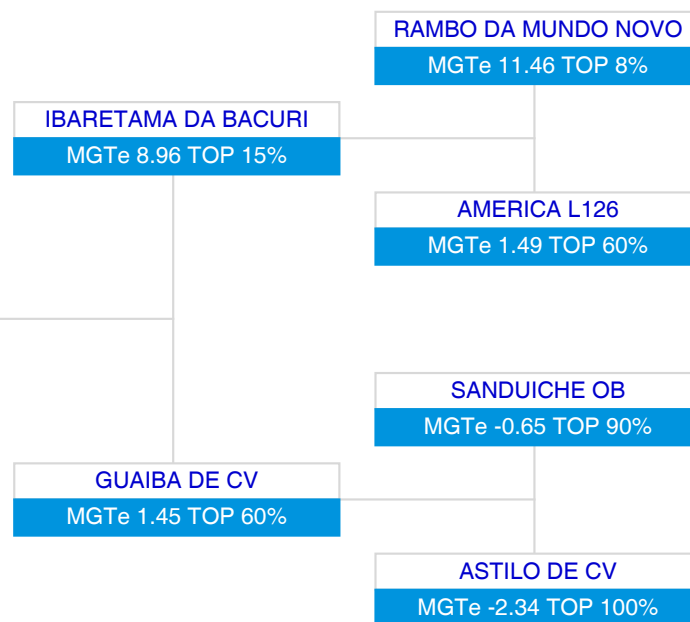 RAMBO DA MUNDO NOVO
MGTe 11.46 TOP 8%
IBARETAMA DA BACURI
MGTe 8.96 TOP 15%
AMERICA L126
MGTe 1.49 TOP 60%
SANDUICHE OB
MGTe -0.65 TOP 90%
GUAIBA DE CV
MGTe 1.45 TOP 60%
ASTILO DE CV
MGTe -2.34 TOP 100%